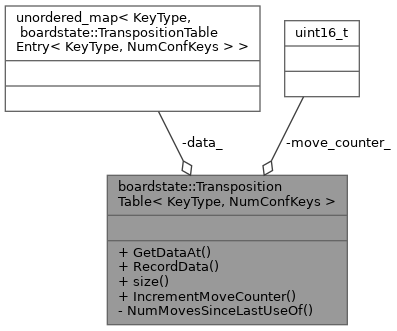 unordered_map< KeyType,
boardstate::TranspositionTable
Entry< KeyType, NumConfKeys > >
uint16_t
-data_
-move_counter_
boardstate::Transposition
Table< KeyType, NumConfKeys >
+ GetDataAt()
+ RecordData()
+ size()
+ IncrementMoveCounter()
- NumMovesSinceLastUseOf()